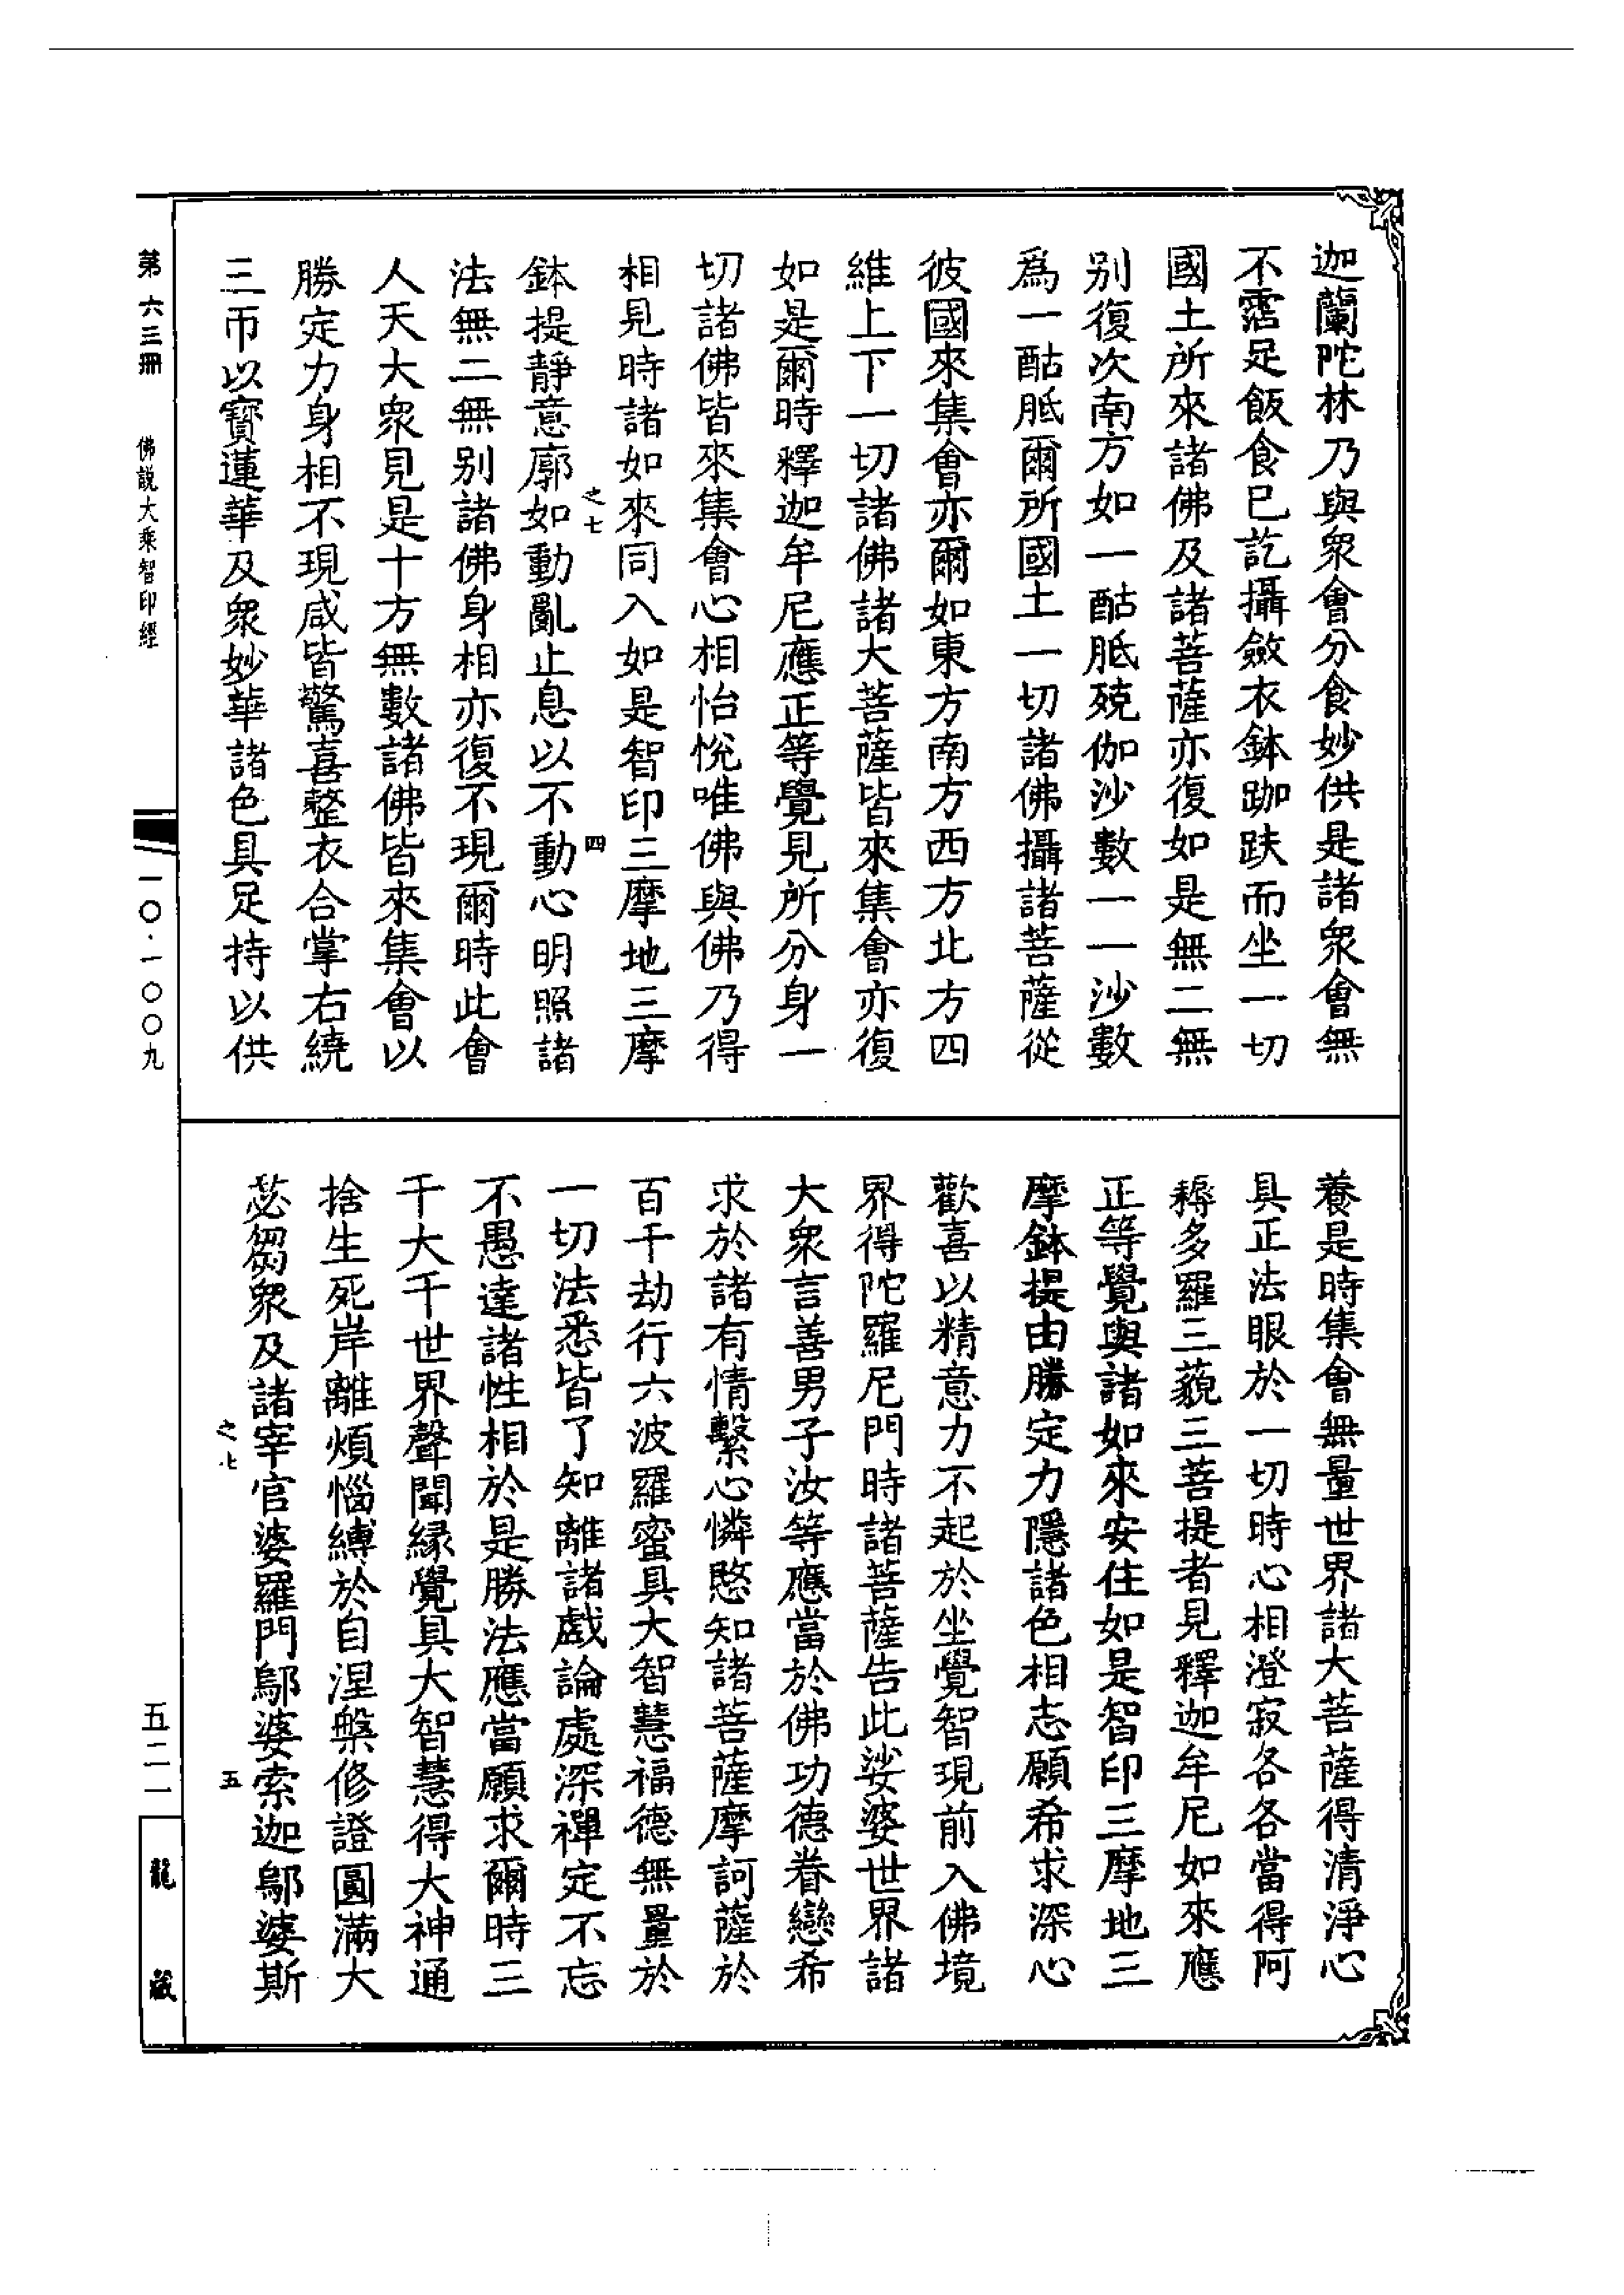 迦蘭陀林乃與衆會分食妙供是諸衆會無
不霑足飯食已訖攝斂衣鉢跏趺而坐一切
國土所來諸佛及諸菩薩亦復如是無二無
别復次南方如一酤胝殑伽沙數一一沙數
爲一酤胝爾所國土一切諸佛攝諸菩薩從
彼國來集會亦爾如東方南方西方北方四
維上下一切諸佛諸大菩薩皆來集會亦復
如是爾時釋迦牟尼應正等覺見所分身一
切諸佛皆來集會心相怡悅唯佛與佛乃得
相見時諸如來同入如是智印三摩地三摩
之七 四
鉢提靜意廓如動亂止息以不動心明照諸
法無二無别諸佛身相亦復不現爾時此會
人天大衆見是十方無數諸佛皆來集會以
勝定力身相不現咸皆驚喜整衣合掌右繞
三帀以寳蓮華及衆妙華諸色具足持以供
養是時集會無量世界諸大菩薩得清淨心
具正法眼於一切時心相澄寂各各當得阿
耨多羅三藐三菩提者見釋迦牟尼如來應
正等覺與諸如來安住如是智印三摩地三
摩鉢提由勝定力隱諸色相志願希求深心
歡喜以精意力不起於坐覺智現前入佛境
界得陀羅尼門時諸菩薩告此娑婆世界諸
大衆言善男子汝等應當於佛功德眷戀希
求於諸有情繫心憐愍知諸菩薩摩訶薩於
百千劫行六波羅蜜具大智慧福德無量於
一切法悉皆了知離諸戲論處深禪定不忘
不愚達諸性相於是勝法應當願求爾時三
千大千世界聲聞緣覺具大智慧得大神通
捨生死岸離煩惱縛於自涅槃修證圓滿大
苾芻衆及諸宰官婆羅門鄔婆索迦鄔婆斯
之七 五
第六三冊 佛説大乘智印經 一〇·一〇〇九
五二一
龍藏